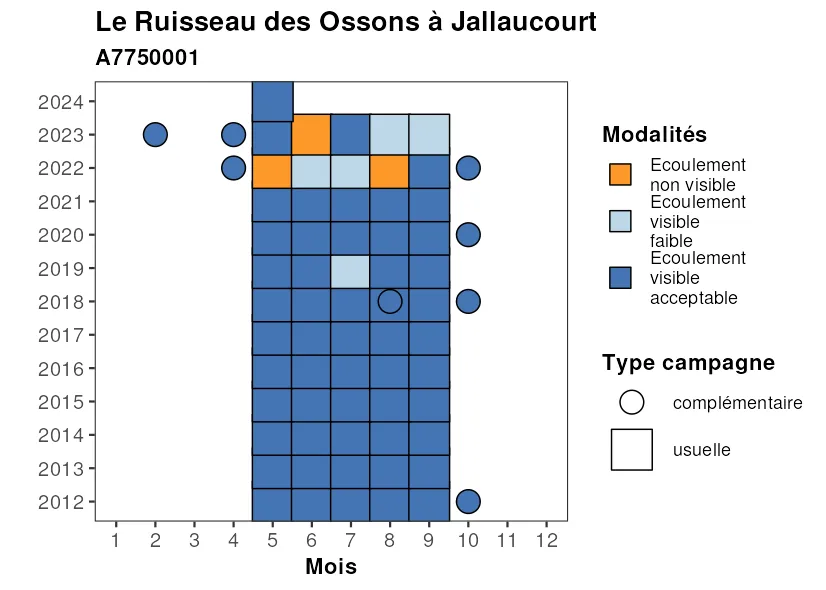 Le Ruisseau des Ossons à Jallaucourt
A7750001
2024
2023
2022
2021
2020
2019
2018
2017
2016
2015
2014
2013
2012
1 2 3 4 5 6 7 8 9 10 11 12
Mois
Modalités
Ecoulement
non visible
Ecoulement
visible
faible
Ecoulement
visible
acceptable
Type campagne
complémentaire
usuelle